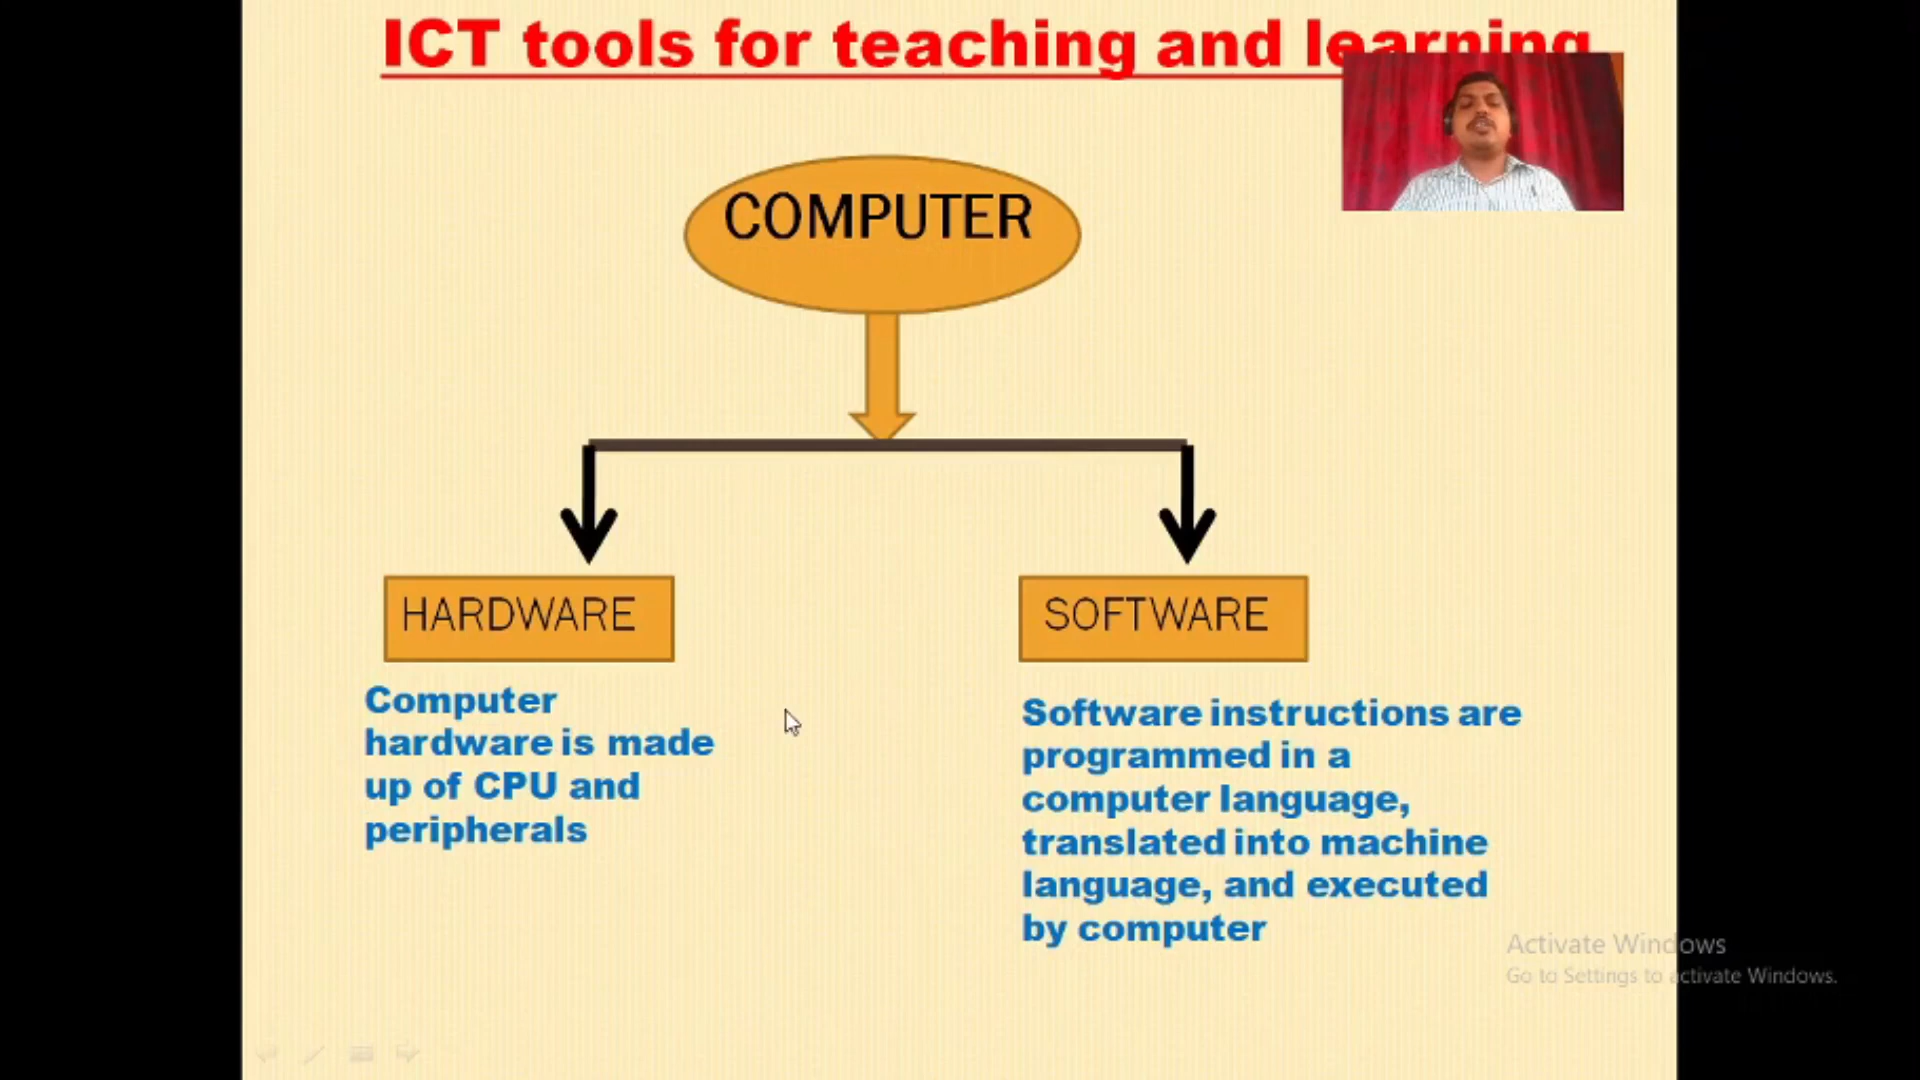 ICT tools for teaching and learning
COMPUTER
HARDWARE
SOFTWARE
Computer
hardware is made
up of CPU and
peripherals
Software instructions are
programmed in a
computer language,
translated into machine
language, and executed
by computer
Activate Windows
Go to Settings to activate Windows.